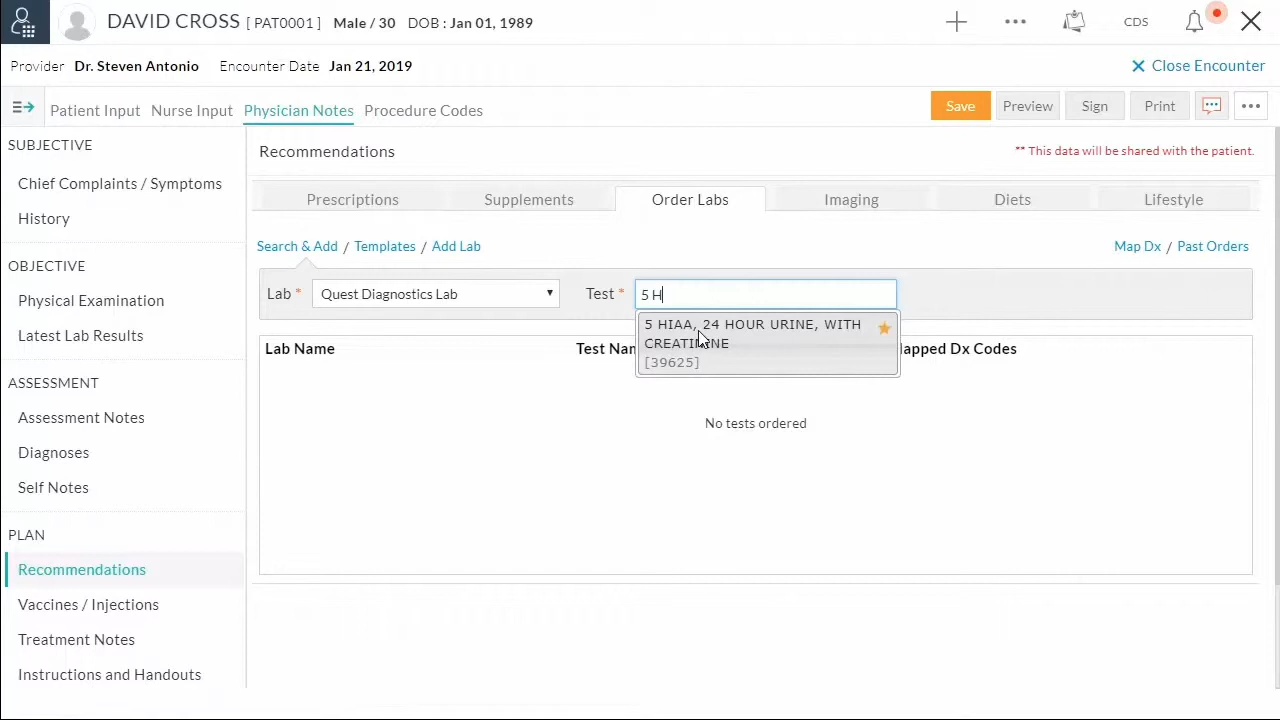 DAVID CROSS [ PAT0001 ] Male / 30 DOB : Jan 01, 1989
CDS
Provider Dr. Steven Antonio Encounter Date Jan 21, 2019
Close Encounter
Patient Input Nurse Input Physician Notes Procedure Codes
Save Preview Sign Print
SUBJECTIVE
Chief Complaints / Symptoms
History
OBJECTIVE
Physical Examination
Latest Lab Results
ASSESSMENT
Assessment Notes
Diagnoses
Self Notes
PLAN
Recommendations
Vaccines / Injections
Treatment Notes
Instructions and Handouts
Recommendations
** This data will be shared with the patient.
Prescriptions Supplements Order Labs Imaging Diets Lifestyle
Search & Add / Templates / Add Lab
Map Dx / Past Orders
Lab * Quest Diagnostics Lab Test * 5 H
5 HIAA, 24 HOUR URINE, WITH
CREATININE
[39625]
Lab Name Test Nam apped Dx Codes
No tests ordered